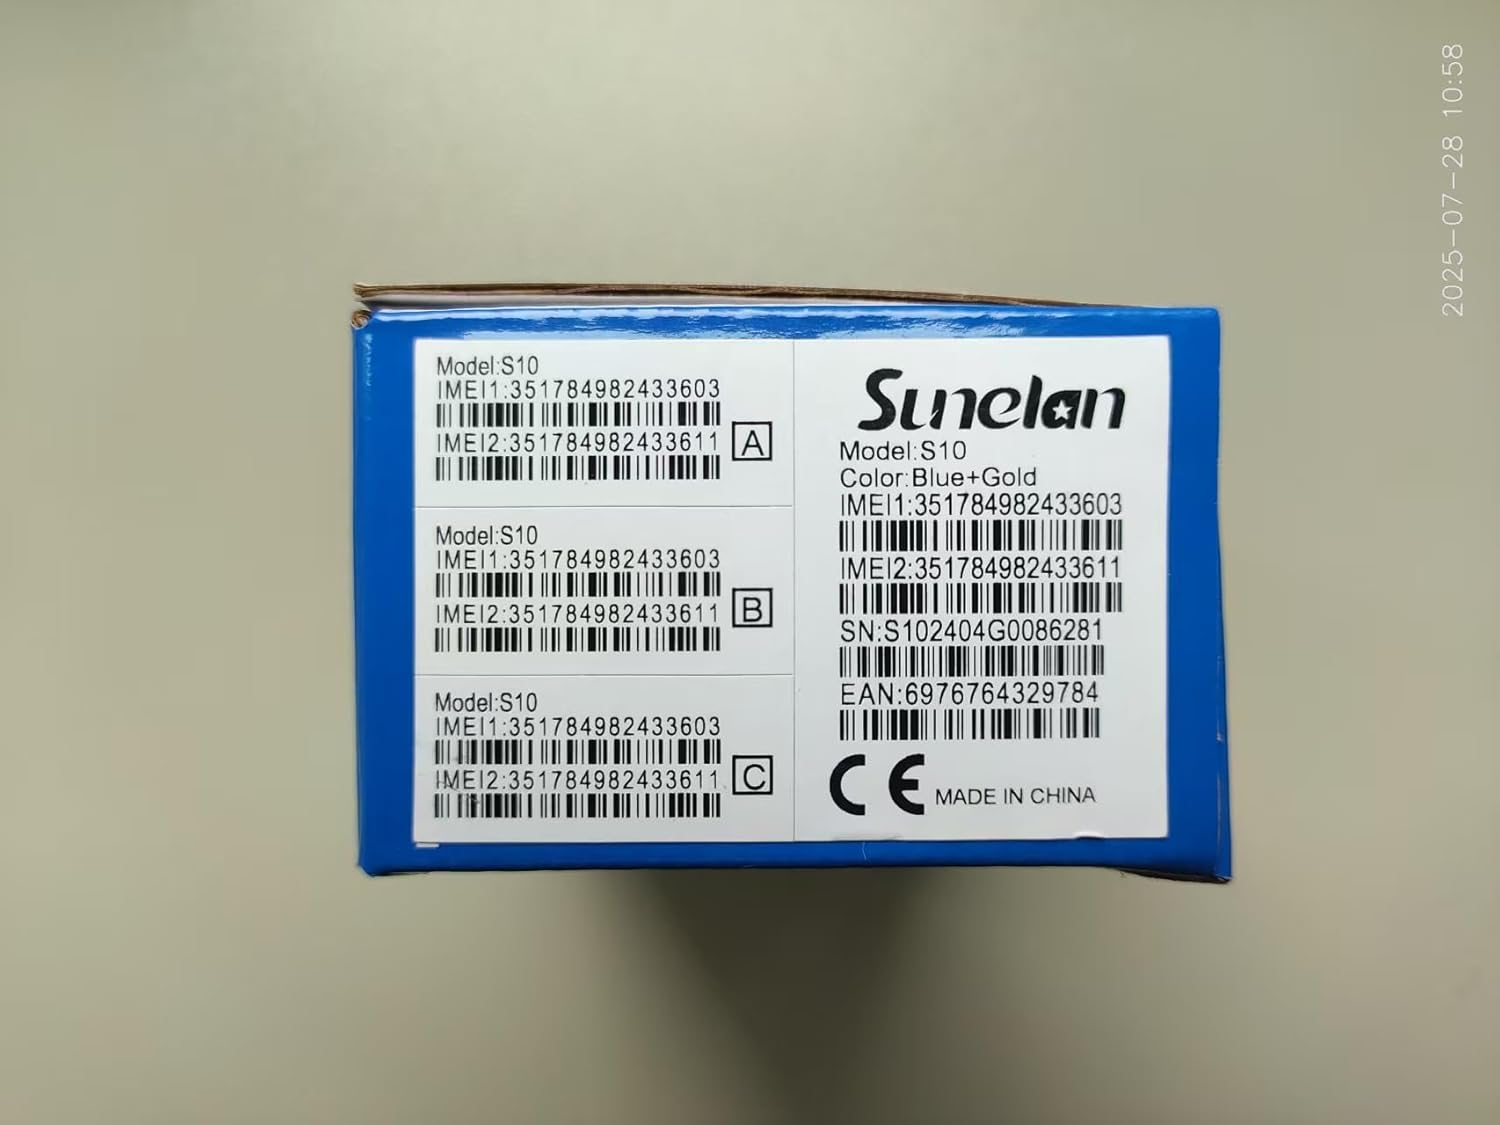 Model:S10
IMEI1:351784982433603
IMEI2:351784982433611
A
Model:S10
IMEI1:351784982433603
IMEI2:351784982433611
B
Model:S10
IMEI1:351784982433603
IMEI2:351784982433611
C
Sunelan
Model:S10
Color:Blue+Gold
IMEI1:351784982433603
IMEI2:351784982433611
SN:S102404G0086281
EAN:6976764329784
CE MADE IN CHINA
2025-07-28 10:58